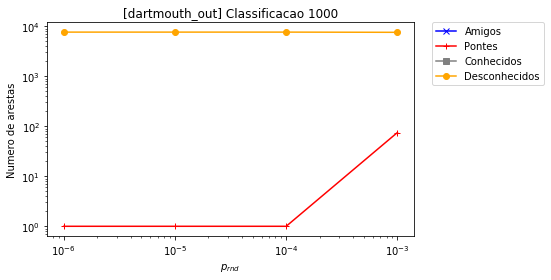 [dartmouth_out] Classificacao 1000
Numero de arestas
10^4
10^3
10^2
10^1
10^0
10^-6
10^-5
10^-4
10^-3
p_rnd
Amigos
Pontes
Conhecidos
Desconhecidos